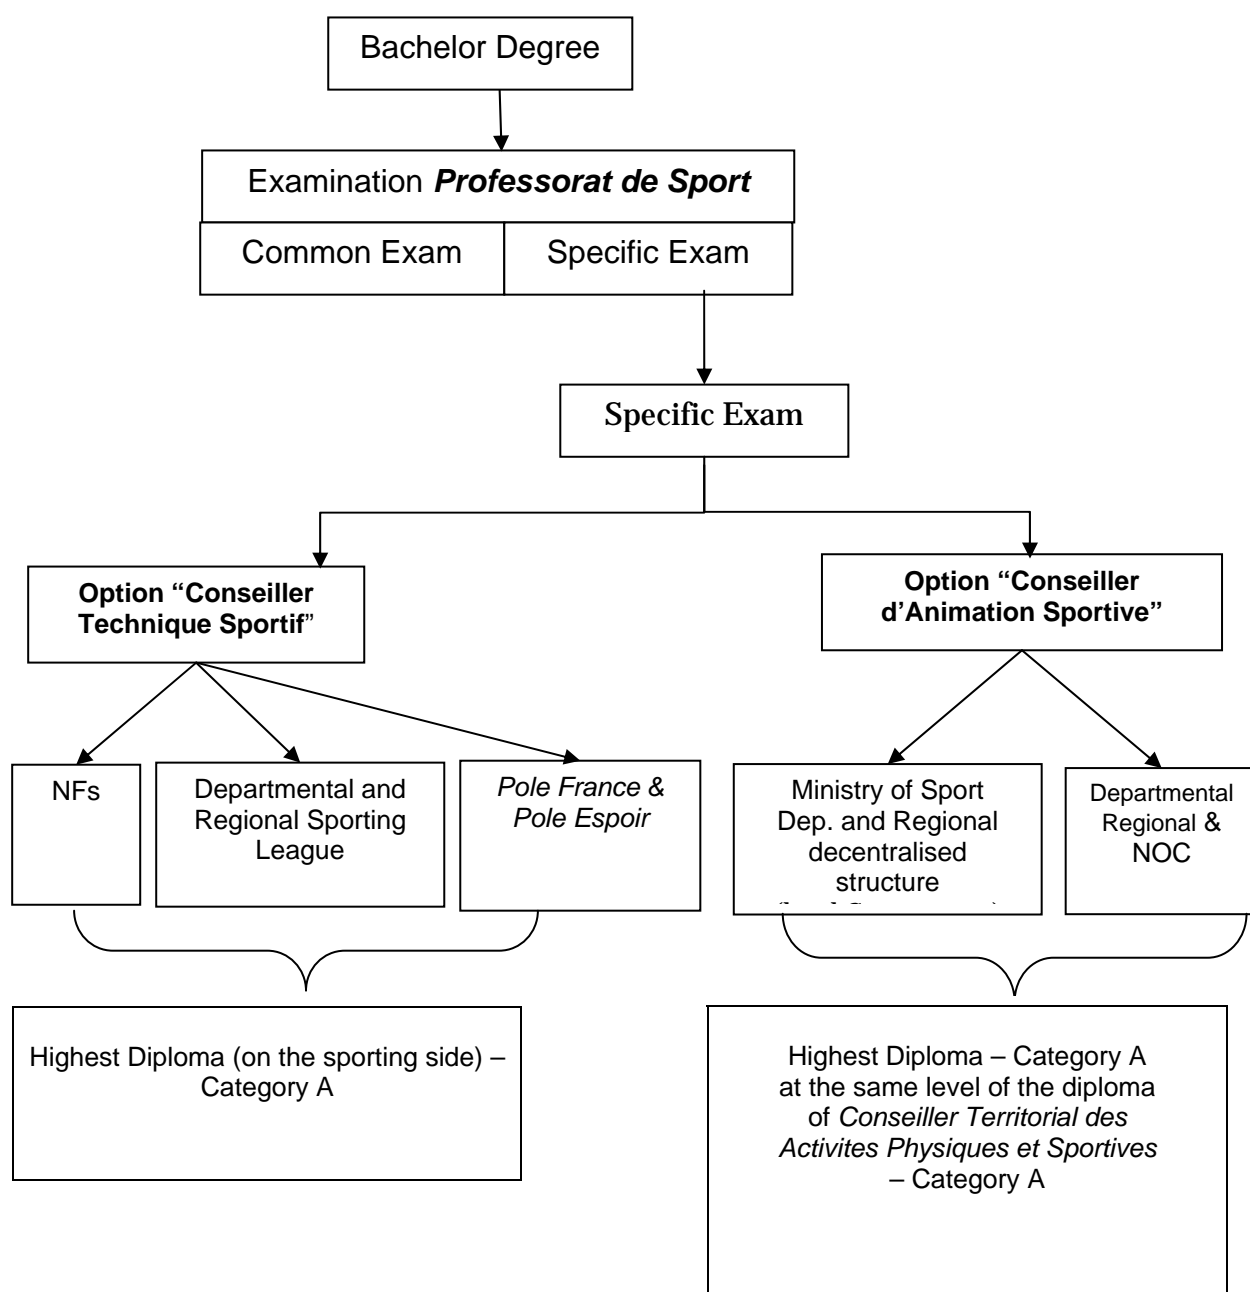 Bachelor Degree
Examination Professorat de Sport
Common Exam
Specific Exam
Specific Exam
Option “Conseiller
Technique Sportif”
Option “Conseiller
d’Animation Sportive”
NFs
Departmental and
Regional Sporting
League
Pole France &
Pole Espoir
Ministry of Sport
Dep. and Regional
decentralised
structure
Departmental
Regional &
NOC
Highest Diploma (on the sporting side) –
Category A
Highest Diploma – Category A
at the same level of the diploma
of Conseiller Territorial des
Activites Physiques et Sportives
– Category A